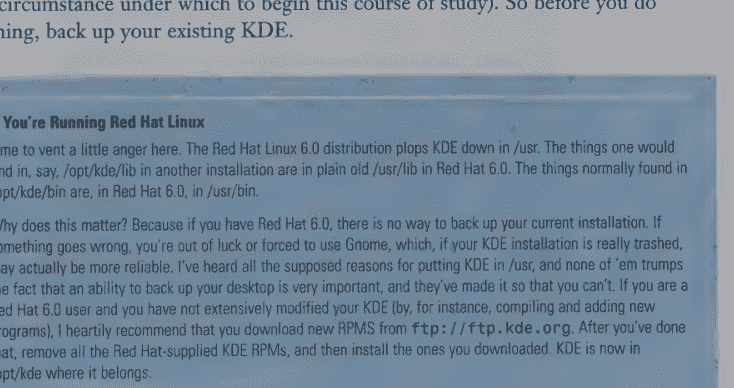 circumstance under which to begin this course of study). So before you do
ning, back up your existing KDE.
You're Running Red Hat Linux
me to vent a little anger here. The Red Hat Linux 6.0 distribution plops KDE down in /usr. The things one would
nd in, say, /opt/kde/lib in another installation are in plain old /usr/lib in Red Hat 6.0. The things normally found in
opt/kde/bin are, in Red Hat 6.0, in /usr/bin.
Why does this matter? Because if you have Red Hat 6.0, there is no way to back up your current installation. If
omething goes wrong, you're out of luck or forced to use Gnome, which, if your KDE installation is really trashed,
ay actually be more reliable. I've heard all the supposed reasons for putting KDE in /usr, and none of 'em trumps
e fact that an ability to back up your desktop is very important, and they've made it so that you can't. If you are a
ed Hat 6.0 user and you have not extensively modified your KDE (by, for instance, compiling and adding new
rograms), I heartily recommend that you download new RPMS from ftp://ftp.kde.org. After you've done
at, remove all the Red Hat-supplied KDE RPMs, and then install the ones you downloaded. KDE is now in
opt/kde where it belongs.